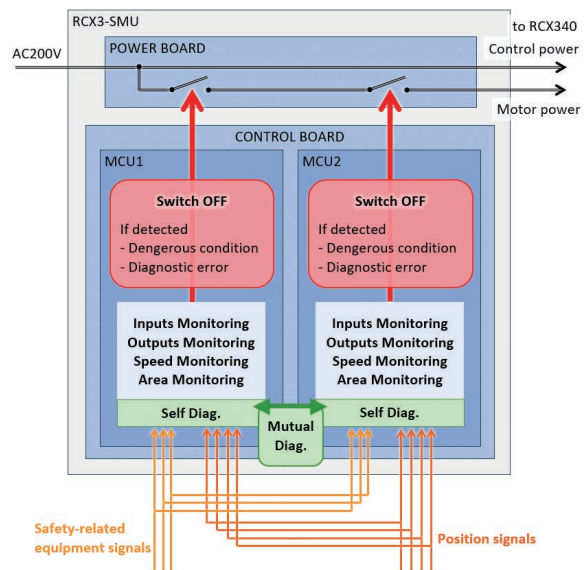 RCX3-SMU
to RCX340
AC200V
POWER BOARD
Control power
Motor power
CONTROL BOARD
MCU1
MCU2
Switch OFF
If detected
- Dengerous condition
- Diagnostic error
Switch OFF
If detected
- Dengerous condition
- Diagnostic error
Inputs Monitoring
Outputs Monitoring
Speed Monitoring
Area Monitoring
Inputs Monitoring
Outputs Monitoring
Speed Monitoring
Area Monitoring
Self Diag.
Mutual
Diag.
Self Diag.
Safety-related
equipment signals
Position signals